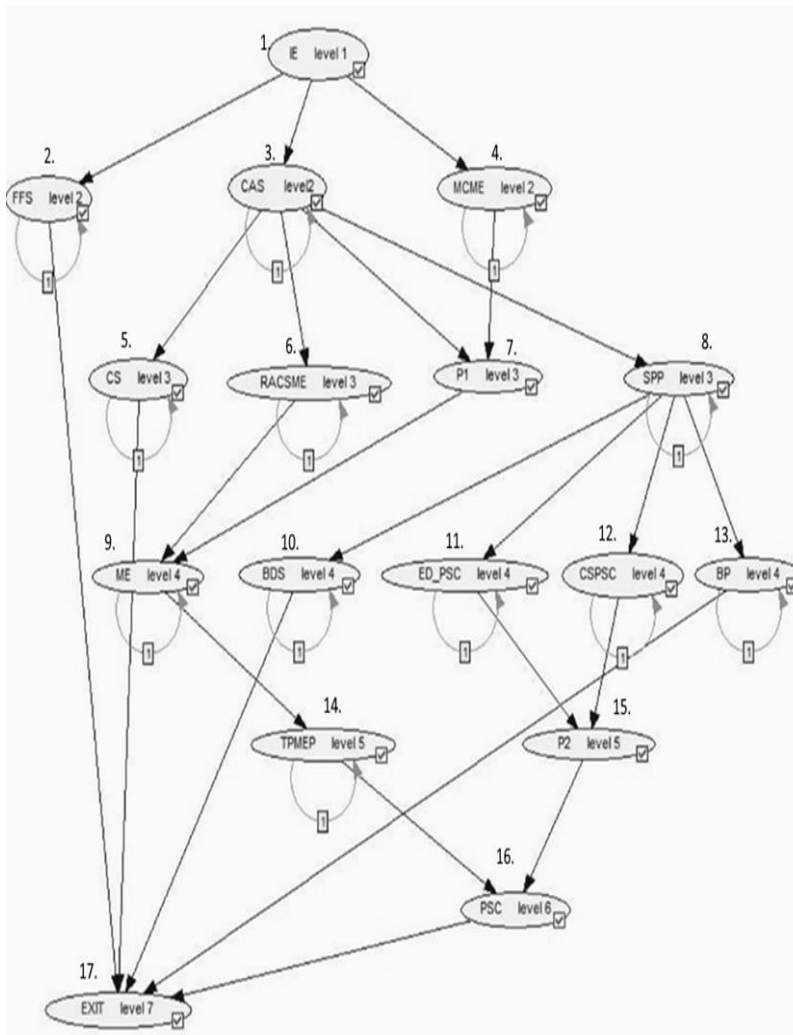 1.
IE level 1
2.
3.
4.
FFS level 2
CAS level2
MCME level 2
1
1
1
5.
6.
7.
8.
CS level 3
RACSME level 3
P1 level 3
SPP level 3
1
1
1
9.
10.
11.
12.
13.
ME level 4
BDS level 4
ED_PSC level 4
CSPSC level 4
BP level 4
1
1
1
1
1
14.
15.
TPMEP level 5
P2 level 5
1
16.
PSC level 6
17.
EXIT level 7